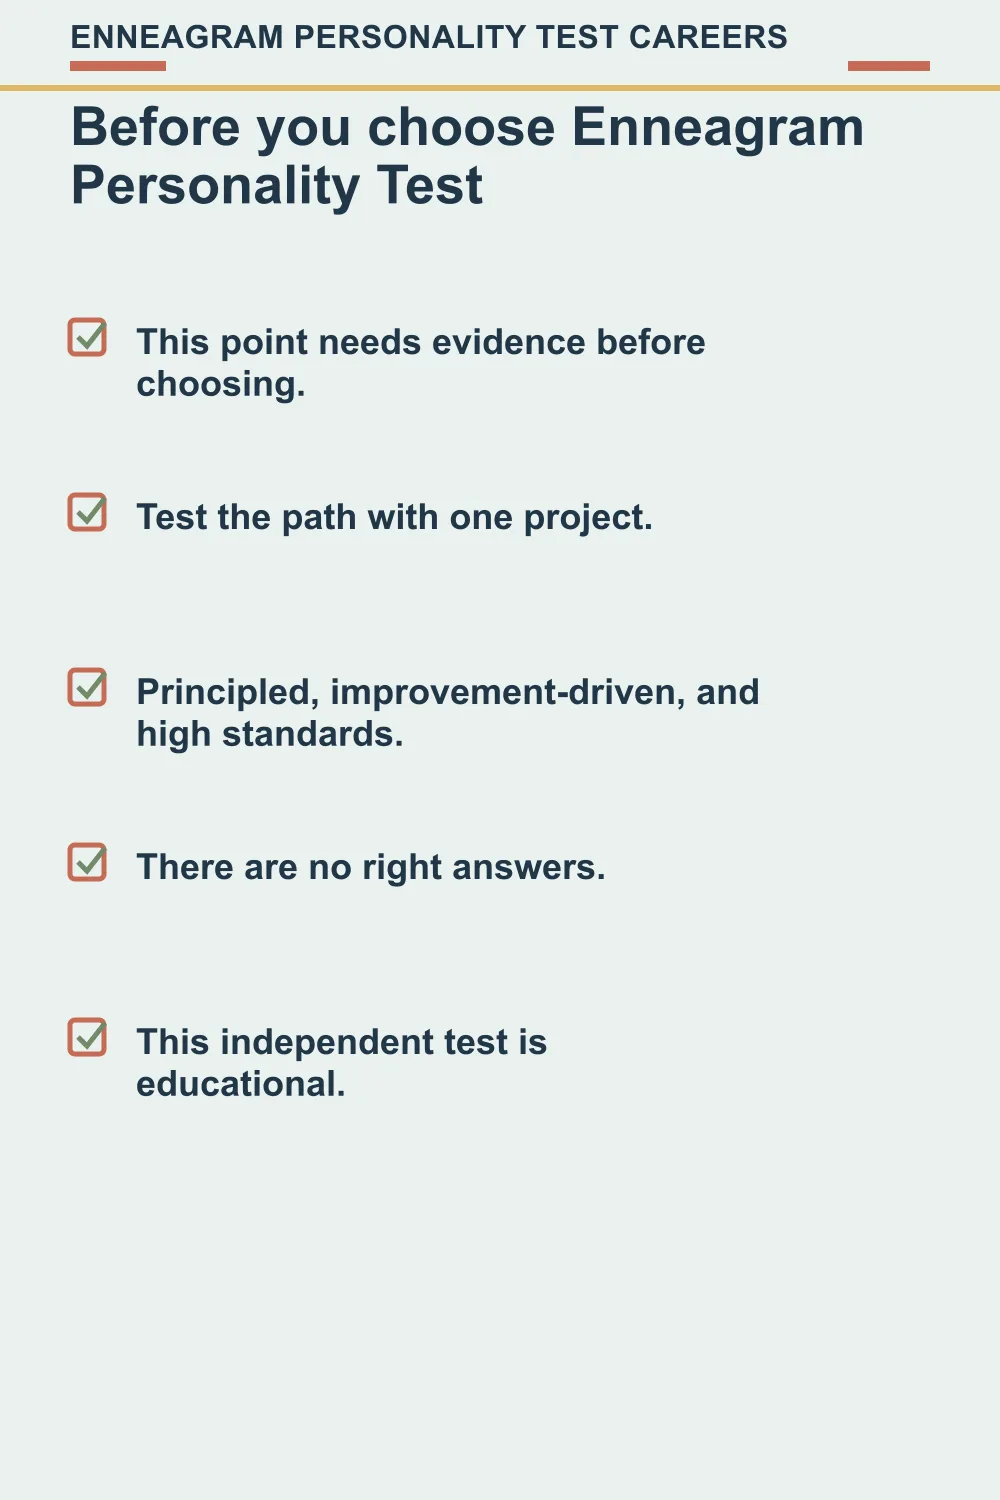 ENNEAGRAM PERSONALITY TEST CAREERS
Before you choose Enneagram
Personality Test
This point needs evidence before
choosing.
Test the path with one project.
Principled, improvement-driven, and
high standards.
There are no right answers.
This independent test is
educational.